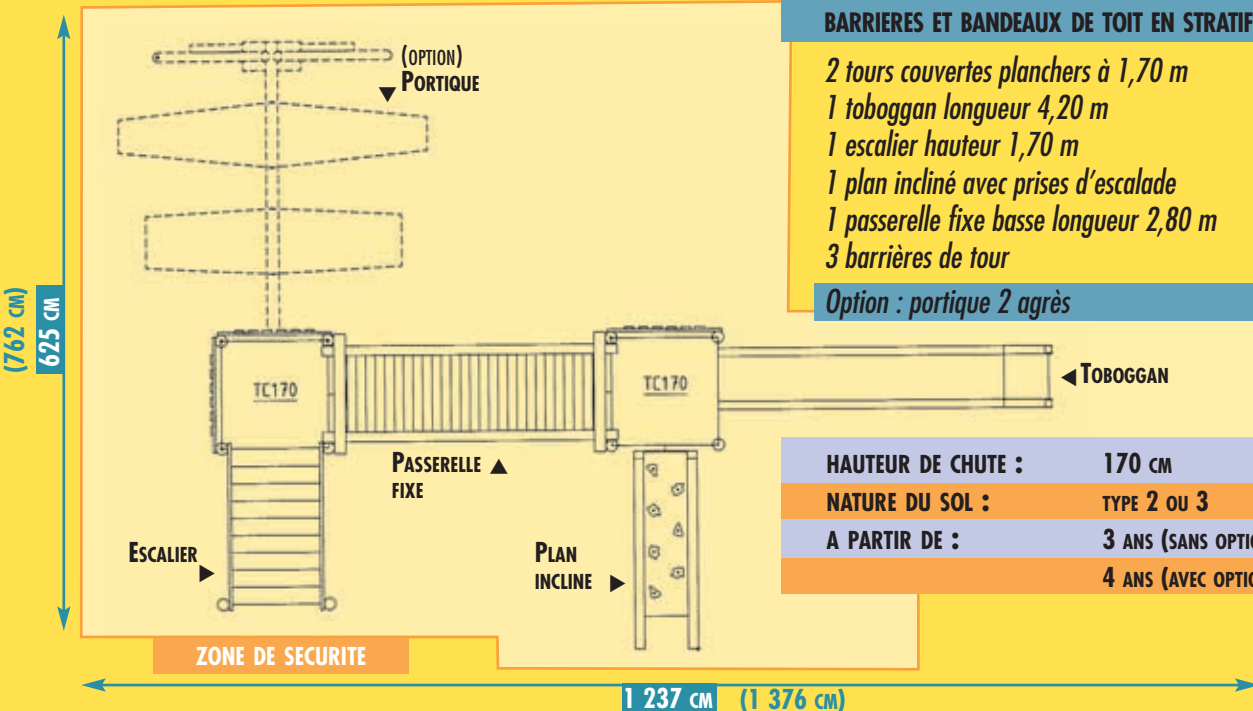 BARRIERES ET BANDEAUX DE TOIT EN
2 tours couvertes planchers à 1,70 m
1 toboggan longueur 4,20 m
1 escalier hauteur 1,70 m
1 plan incliné avec prises d'escalade
1 passerelle fixe basse longueur 2,80 m
3 barrières de tour
Option : portique 2 agrès
(OPTION)
PORTIQUE
(762 CM)
625 CM
TC170
TC170
TOBOGGAN
PASSERELLE
FIXE
ESCALIER
PLAN
INCLINE
HAUTEUR DE CHUTE : 170 CM
NATURE DU SOL : TYPE 2 OU 3
A PARTIR DE : 3 ANS (SANS
4 ANS (AVEC
ZONE DE SECURITE
1 237 CM (1 376 CM)